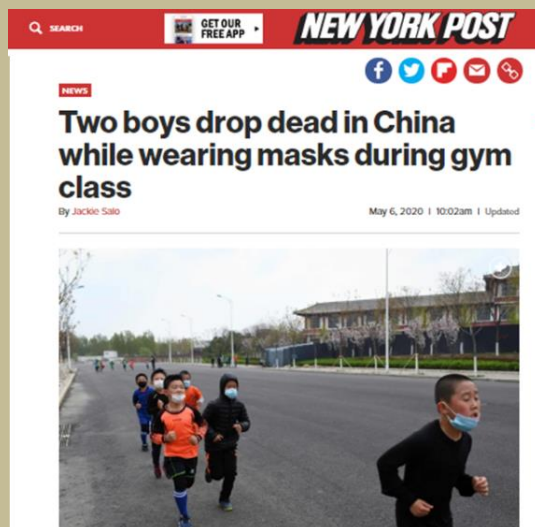 SEARCH
GET OUR
FREE APP
NEW YORK POST
NEWS
Two boys drop dead in China
while wearing masks during gym
class
By Jackie Salo
May 6, 2020 | 10:02am | Updated